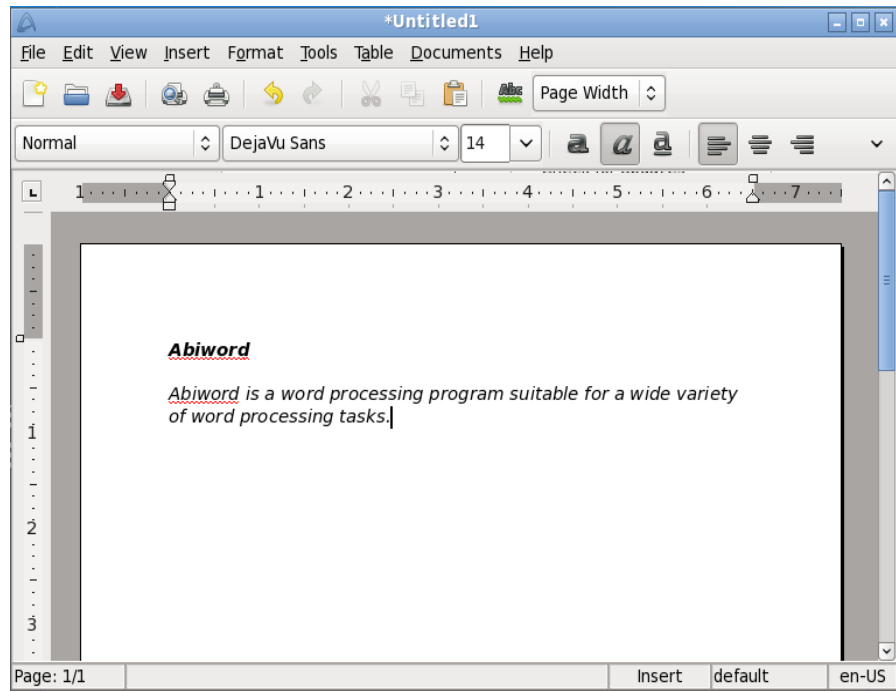 *Untitled1
File Edit View Insert Format Tools Table Documents Help
Abc Page Width
Normal DejaVu Sans 14 a a a
L 1 1 2 3 4 5 6 7
Abiword
Abiword is a word processing program suitable for a wide variety
of word processing tasks.
1
2
3
Page: 1/1 Insert default en-US